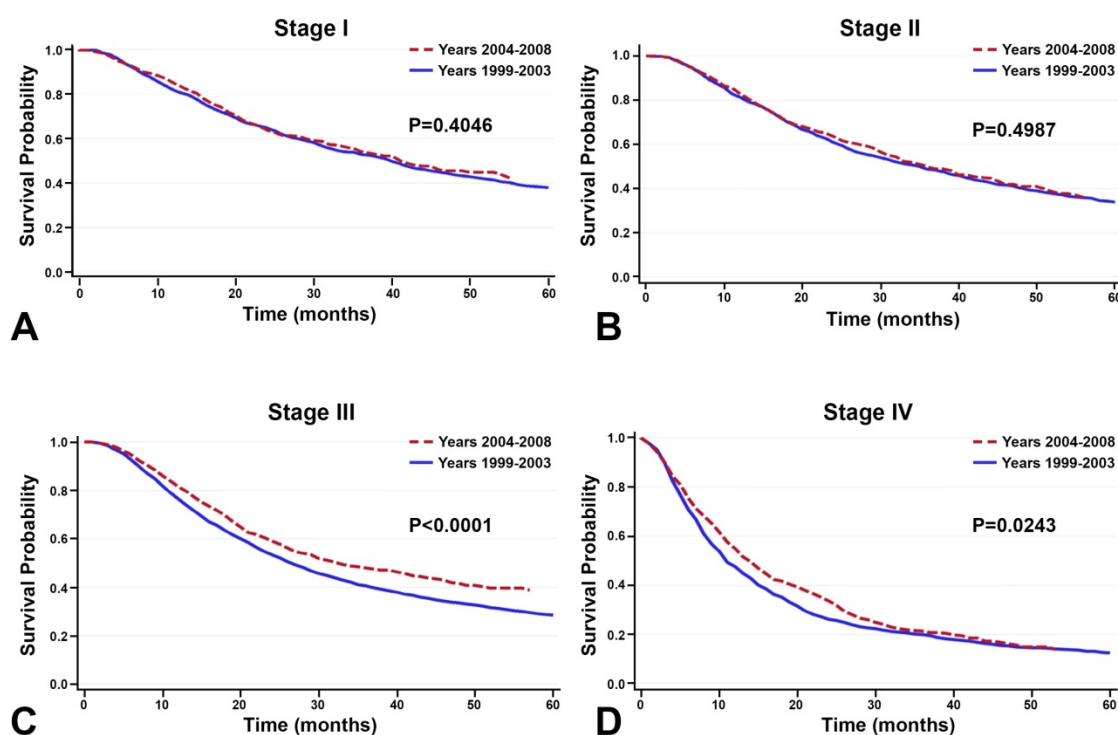 Stage I
Years 2004-2008
Years 1999-2003
P=0.4046
Survival Probability
1.0
0.8
0.6
0.4
0.2
0.0
0 10 20 30 40 50 60
Time (months)
A
Stage II
Years 2004-2008
Years 1999-2003
P=0.4987
Survival Probability
1.0
0.8
0.6
0.4
0.2
0.0
0 10 20 30 40 50 60
Time (months)
B
Stage III
Years 2004-2008
Years 1999-2003
P<0.0001
Survival Probability
1.0
0.8
0.6
0.4
0.2
0.0
0 10 20 30 40 50 60
Time (months)
C
Stage IV
Years 2004-2008
Years 1999-2003
P=0.0243
Survival Probability
1.0
0.8
0.6
0.4
0.2
0.0
0 10 20 30 40 50 60
Time (months)
D